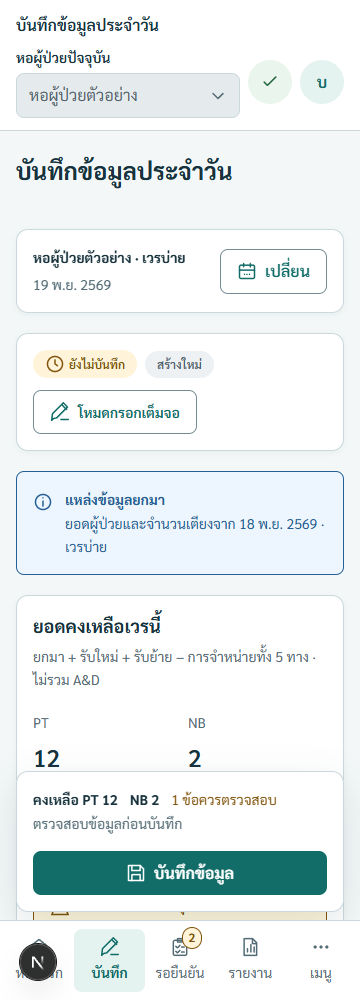 บันทึกข้อมูลประจำวัน
หอผู้ป่วยปัจจุบัน
หอผู้ป่วยตัวอย่าง
บ
บันทึกข้อมูลประจำวัน
หอผู้ป่วยตัวอย่าง · เวรบ่าย
19 พ.ย. 2569
เปลี่ยน
ยังไม่บันทึก
สร้างใหม่
โหมดกรอกเต็มจอ
แหล่งข้อมูลยกมา
ยอดผู้ป่วยและจำนวนเตียงจาก 18 พ.ย. 2569 ·
เวรบ่าย
ยอดคงเหลือเวรนี้
ยกมา + รับใหม่ + รับย้าย − การจำหน่ายทั้ง 5 ทาง ·
ไม่รวม A&D
PT
NB
12
2
คงเหลือ PT 12 NB 2 1 ข้อควรตรวจสอบ
ตรวจสอบข้อมูลก่อนบันทึก
บันทึกข้อมูล
2
N
บันทึก
รอยืนยัน
รายงาน
เมนู